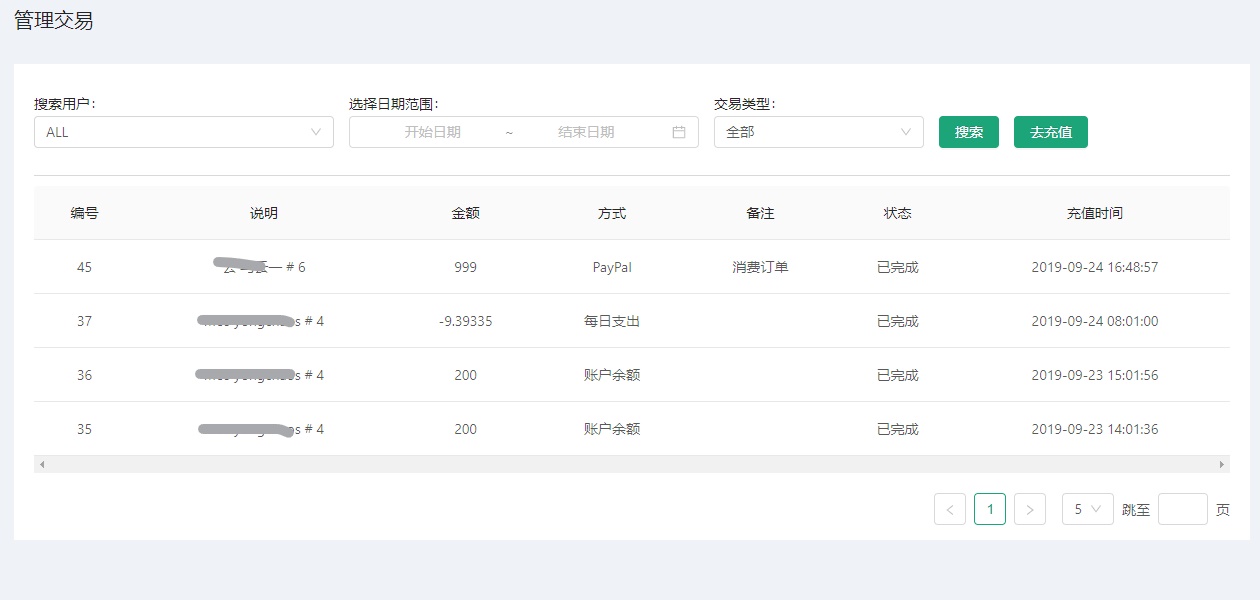 管理交易
搜索用户： 选择日期范围： 交易类型：
ALL 开始日期 ~ 结束日期 全部 搜索 去充值
编号 说明 金额 方式 备注 状态 充值时间
45 # 6 999 PayPal 消费订单 已完成 2019-09-24 16:48:57
37 # 4 -9.39335 每日支出 已完成 2019-09-24 08:01:00
36 # 4 200 账户余额 已完成 2019-09-23 15:01:56
35 # 4 200 账户余额 已完成 2019-09-23 14:01:36
< 1 > 5 跳至 页